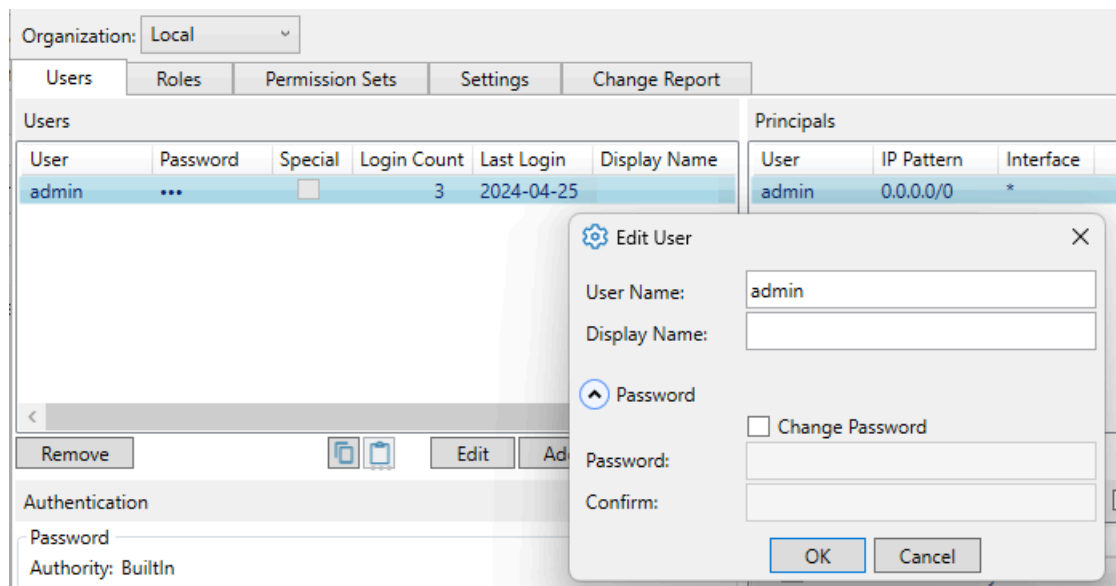 Organization: Local
Users Roles Permission Sets Settings Change Report
Users
User Password Special Login Count Last Login Display Name
admin ••• 3 2024-04-25
Principals
User IP Pattern Interface
admin 0.0.0.0/0 *
Edit User
User Name: admin
Display Name:
Password
Change Password
Password:
Confirm:
OK Cancel
Remove Edit
Authentication
Password
Authority: BuiltIn